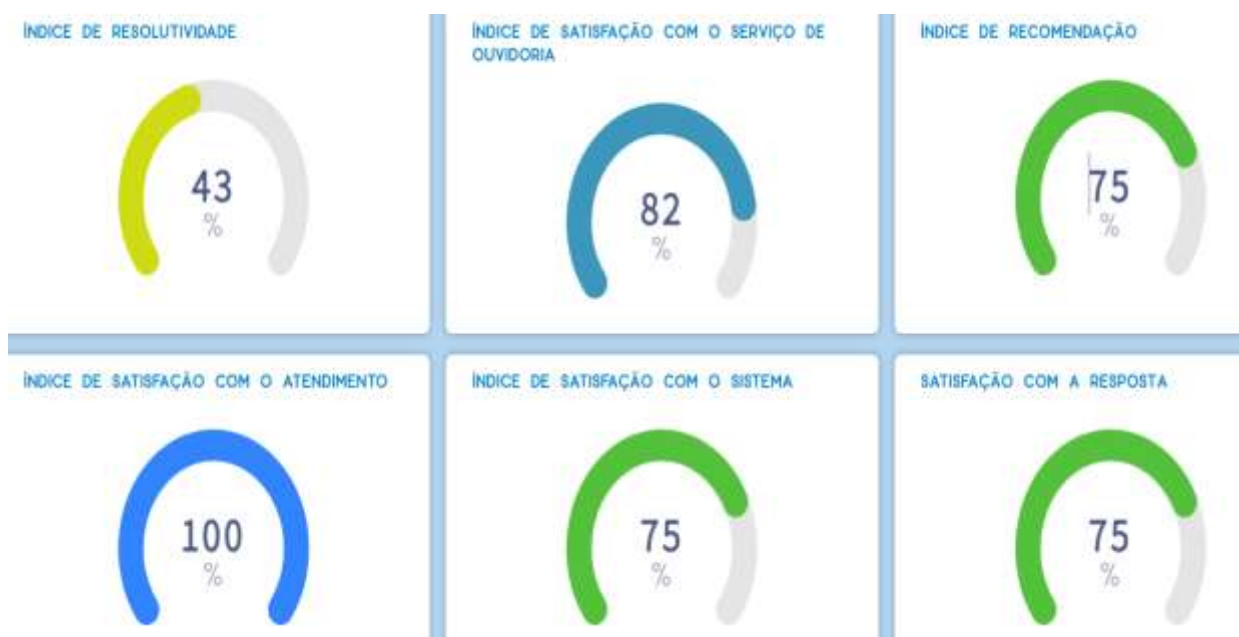 ÍNDICE DE RESOLUTIVIDADE
43
%
ÍNDICE DE SATISFAÇÃO COM O SERVIÇO DE
OUVIDORIA
82
%
ÍNDICE DE RECOMENDAÇÃO
75
%
ÍNDICE DE SATISFAÇÃO COM O ATENDIMENTO
100
%
ÍNDICE DE SATISFAÇÃO COM O SISTEMA
75
%
SATISFAÇÃO COM A RESPOSTA
75
%